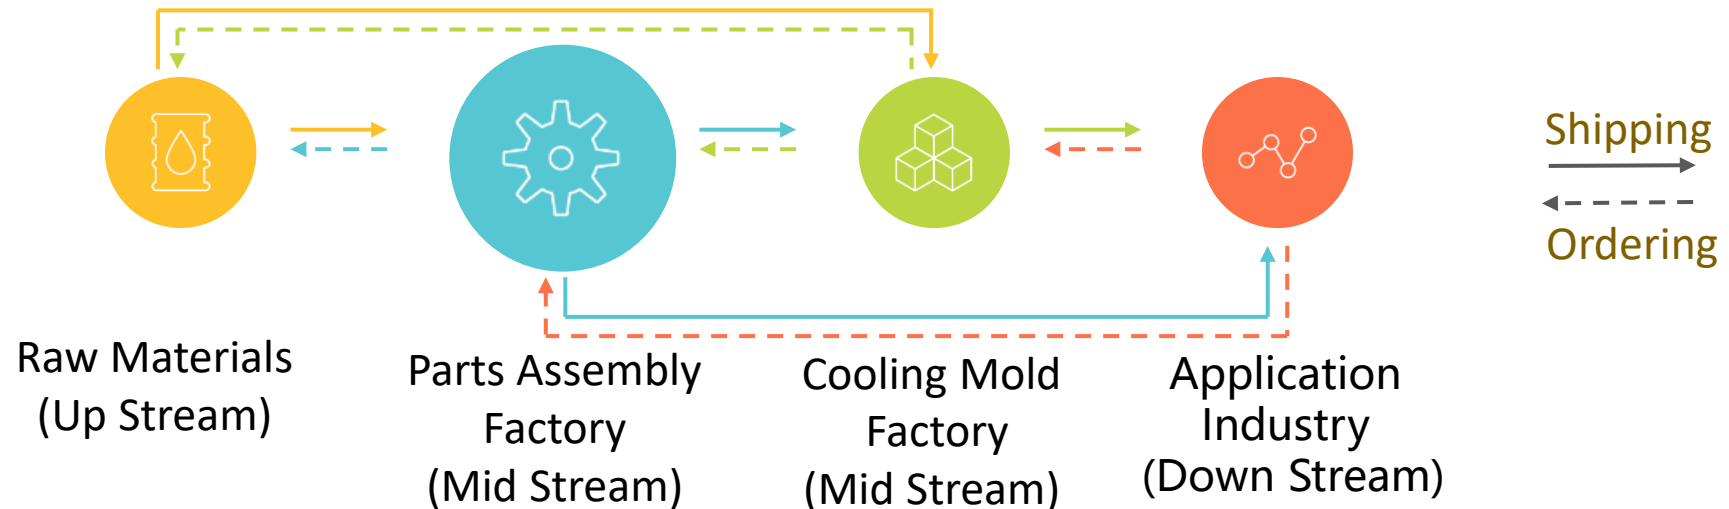 Shipping
Ordering
Raw Materials
(Up Stream)
Parts Assembly
Factory
(Mid Stream)
Cooling Mold
Factory
(Mid Stream)
Application
Industry
(Down Stream)